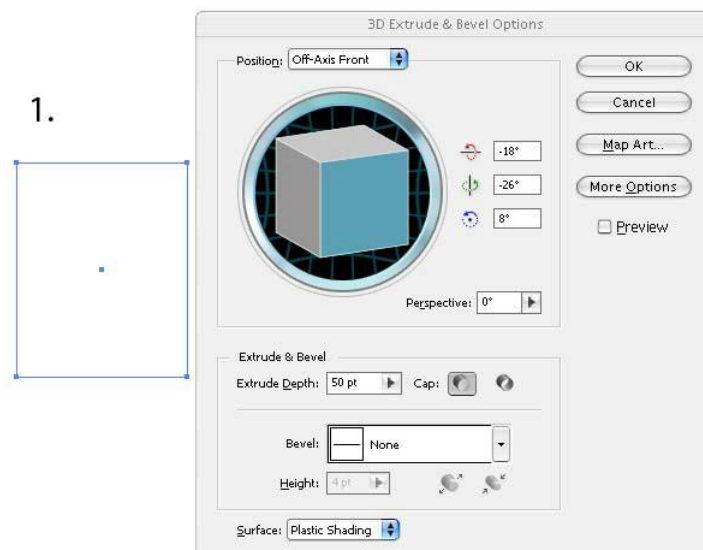 3D Extrude & Bevel Options
1.
Position: Off-Axis Front
-18°
-26°
8°
Perspective: 0°
OK
Cancel
Map Art...
More Options
Preview
Extrude & Bevel
Extrude Depth: 50 pt Cap:
Bevel: None
Height: 4 pt
Surface: Plastic Shading